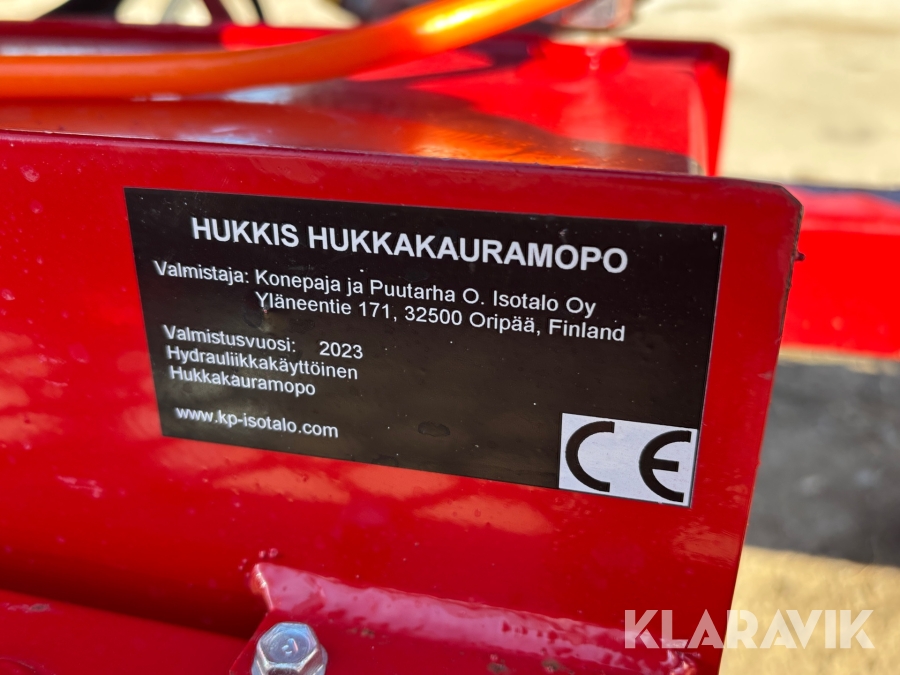 HUKKIS HUKKAKAURAMOPO
Valmistaja: Konepaja ja Puutarha O. Isotalo Oy
Yläneentie 171, 32500 Oripää, Finland
Valmistusvuosi: 2023
Hydrauliikkakäyttöinen
Hukkakauramopo
www.kp-isotalo.com
CE
KLARAVIK